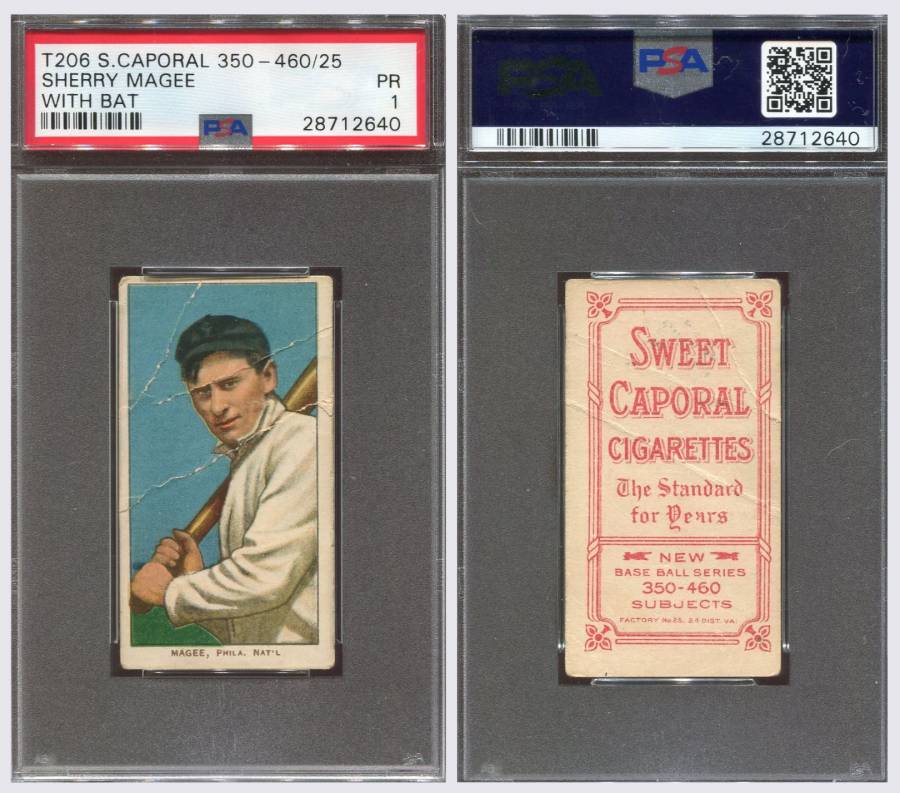 T206 S.CAPORAL 350 – 460/25
SHERRY MAGEE PR
WITH BAT 1
PSA 28712640
MAGEE, PHILA. NAT'L
PSA
28712640
SWEET
CAPORAL
CIGARETTES
The Standard
for Years
NEW
BASE BALL SERIES
350-460
SUBJECTS
FACTORY No 25, 2d DIST. VA.